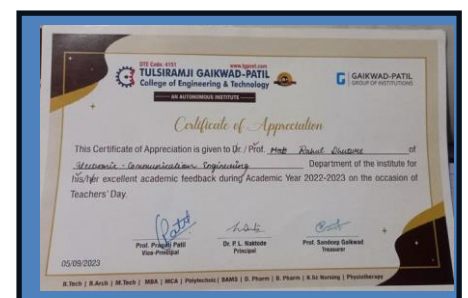 DTE Code. 4151 www.tgpcet.com
TULSIRAMJI GAIKWAD-PATIL
College of Engineering & Technology
AN AUTONOMOUS INSTITUTE
G GAIKWAD-PATIL
GROUP OF INSTITUTIONS
Certificate of Appreciation
This Certificate of Appreciation is given to Dr. / Prof. Rahul Dhuture of
Electronic - Communication Engineering Department of the institute for
his/her excellent academic feedback during Academic Year 2022-2023 on the occasion of
Teachers' Day.
Prof. Pragati Patil Dr. P. L. Naktode Prof. Sandeep Gaikwad
Vice-Principal Principal Treasurer
05/09/2023
B.Tech | B.Arch | M.Tech | MBA | MCA | Polytechnic | BAMS | D. Pharm | B. Pharm | B.Sc Nursing | Physiotherapy